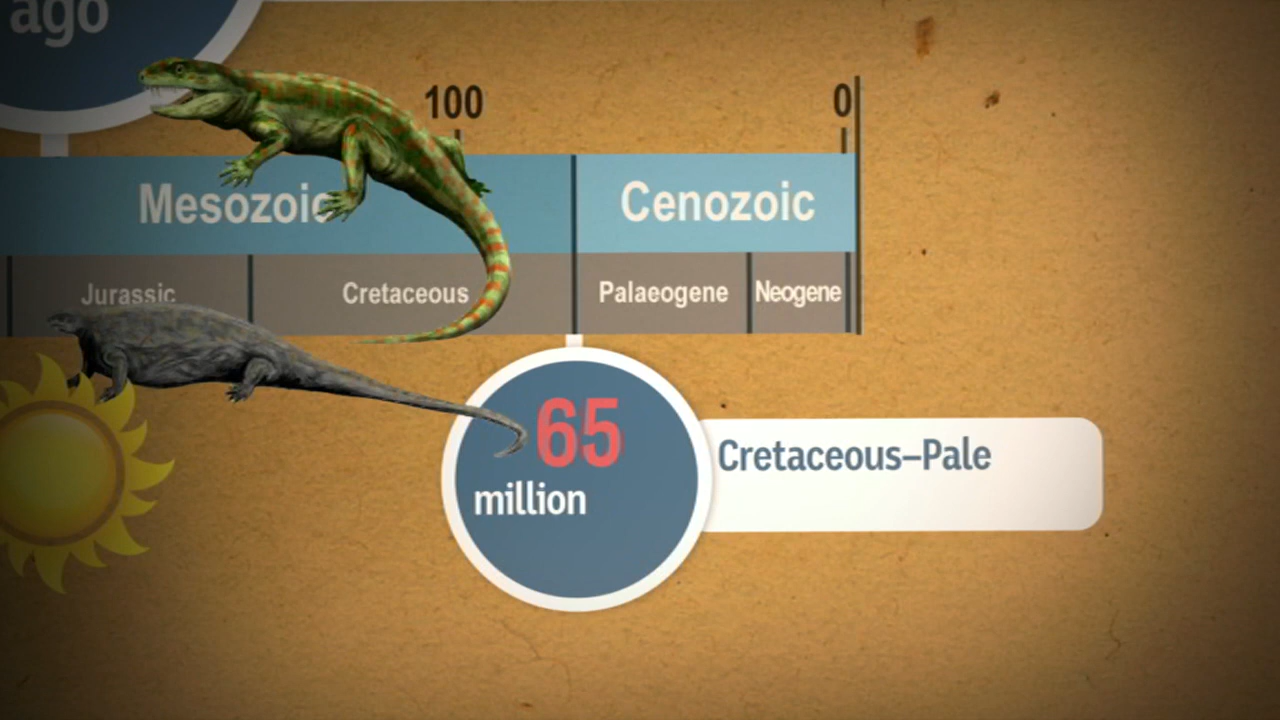 ago
100
0
Mesozoic
Cenozoic
Jurassic
Cretaceous
Palaeogene
Neogene
65
million
Cretaceous–Pale